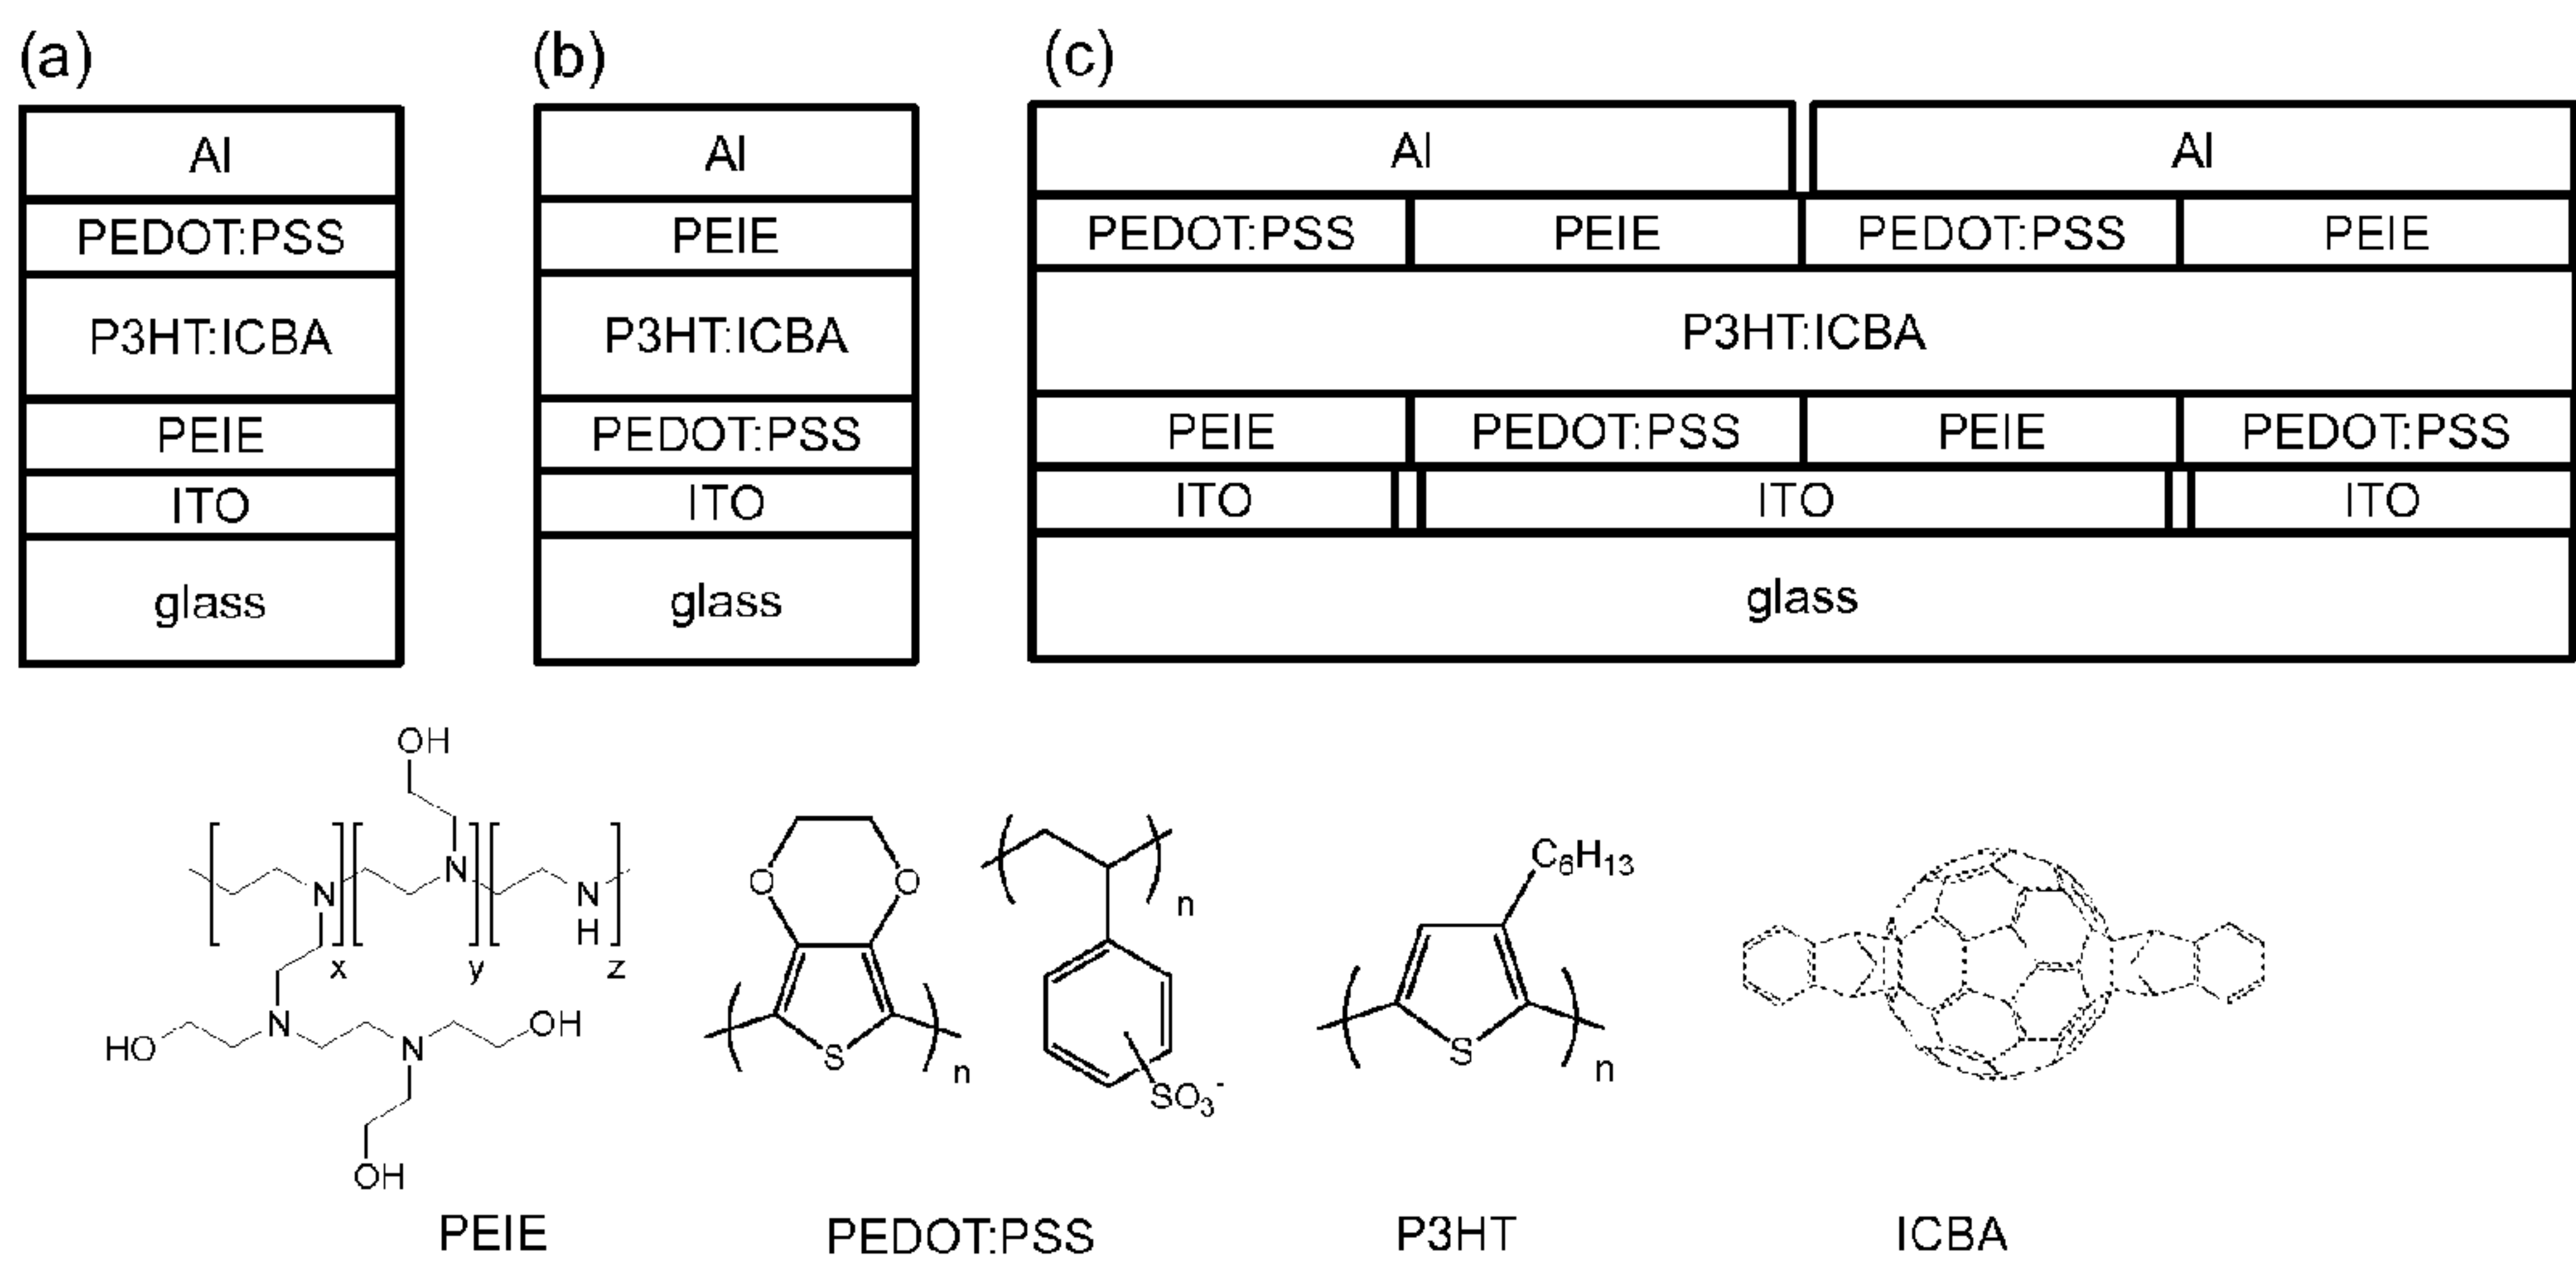 (a) (b) (c)
Al Al Al Al
PEDOT:PSS PEIE PEDOT:PSS PEIE PEDOT:PSS PEIE
P3HT:ICBA P3HT:ICBA P3HT:ICBA
PEIE PEDOT:PSS PEIE PEDOT:PSS PEIE PEDOT:PSS
ITO ITO ITO ITO ITO
glass glass glass
OH
N
x
N
y
N
H
z
N
HO
N
OH
OH
O
O
S
n
n
SO3-
C6H13
S
n
PEIE PEDOT:PSS P3HT ICBA